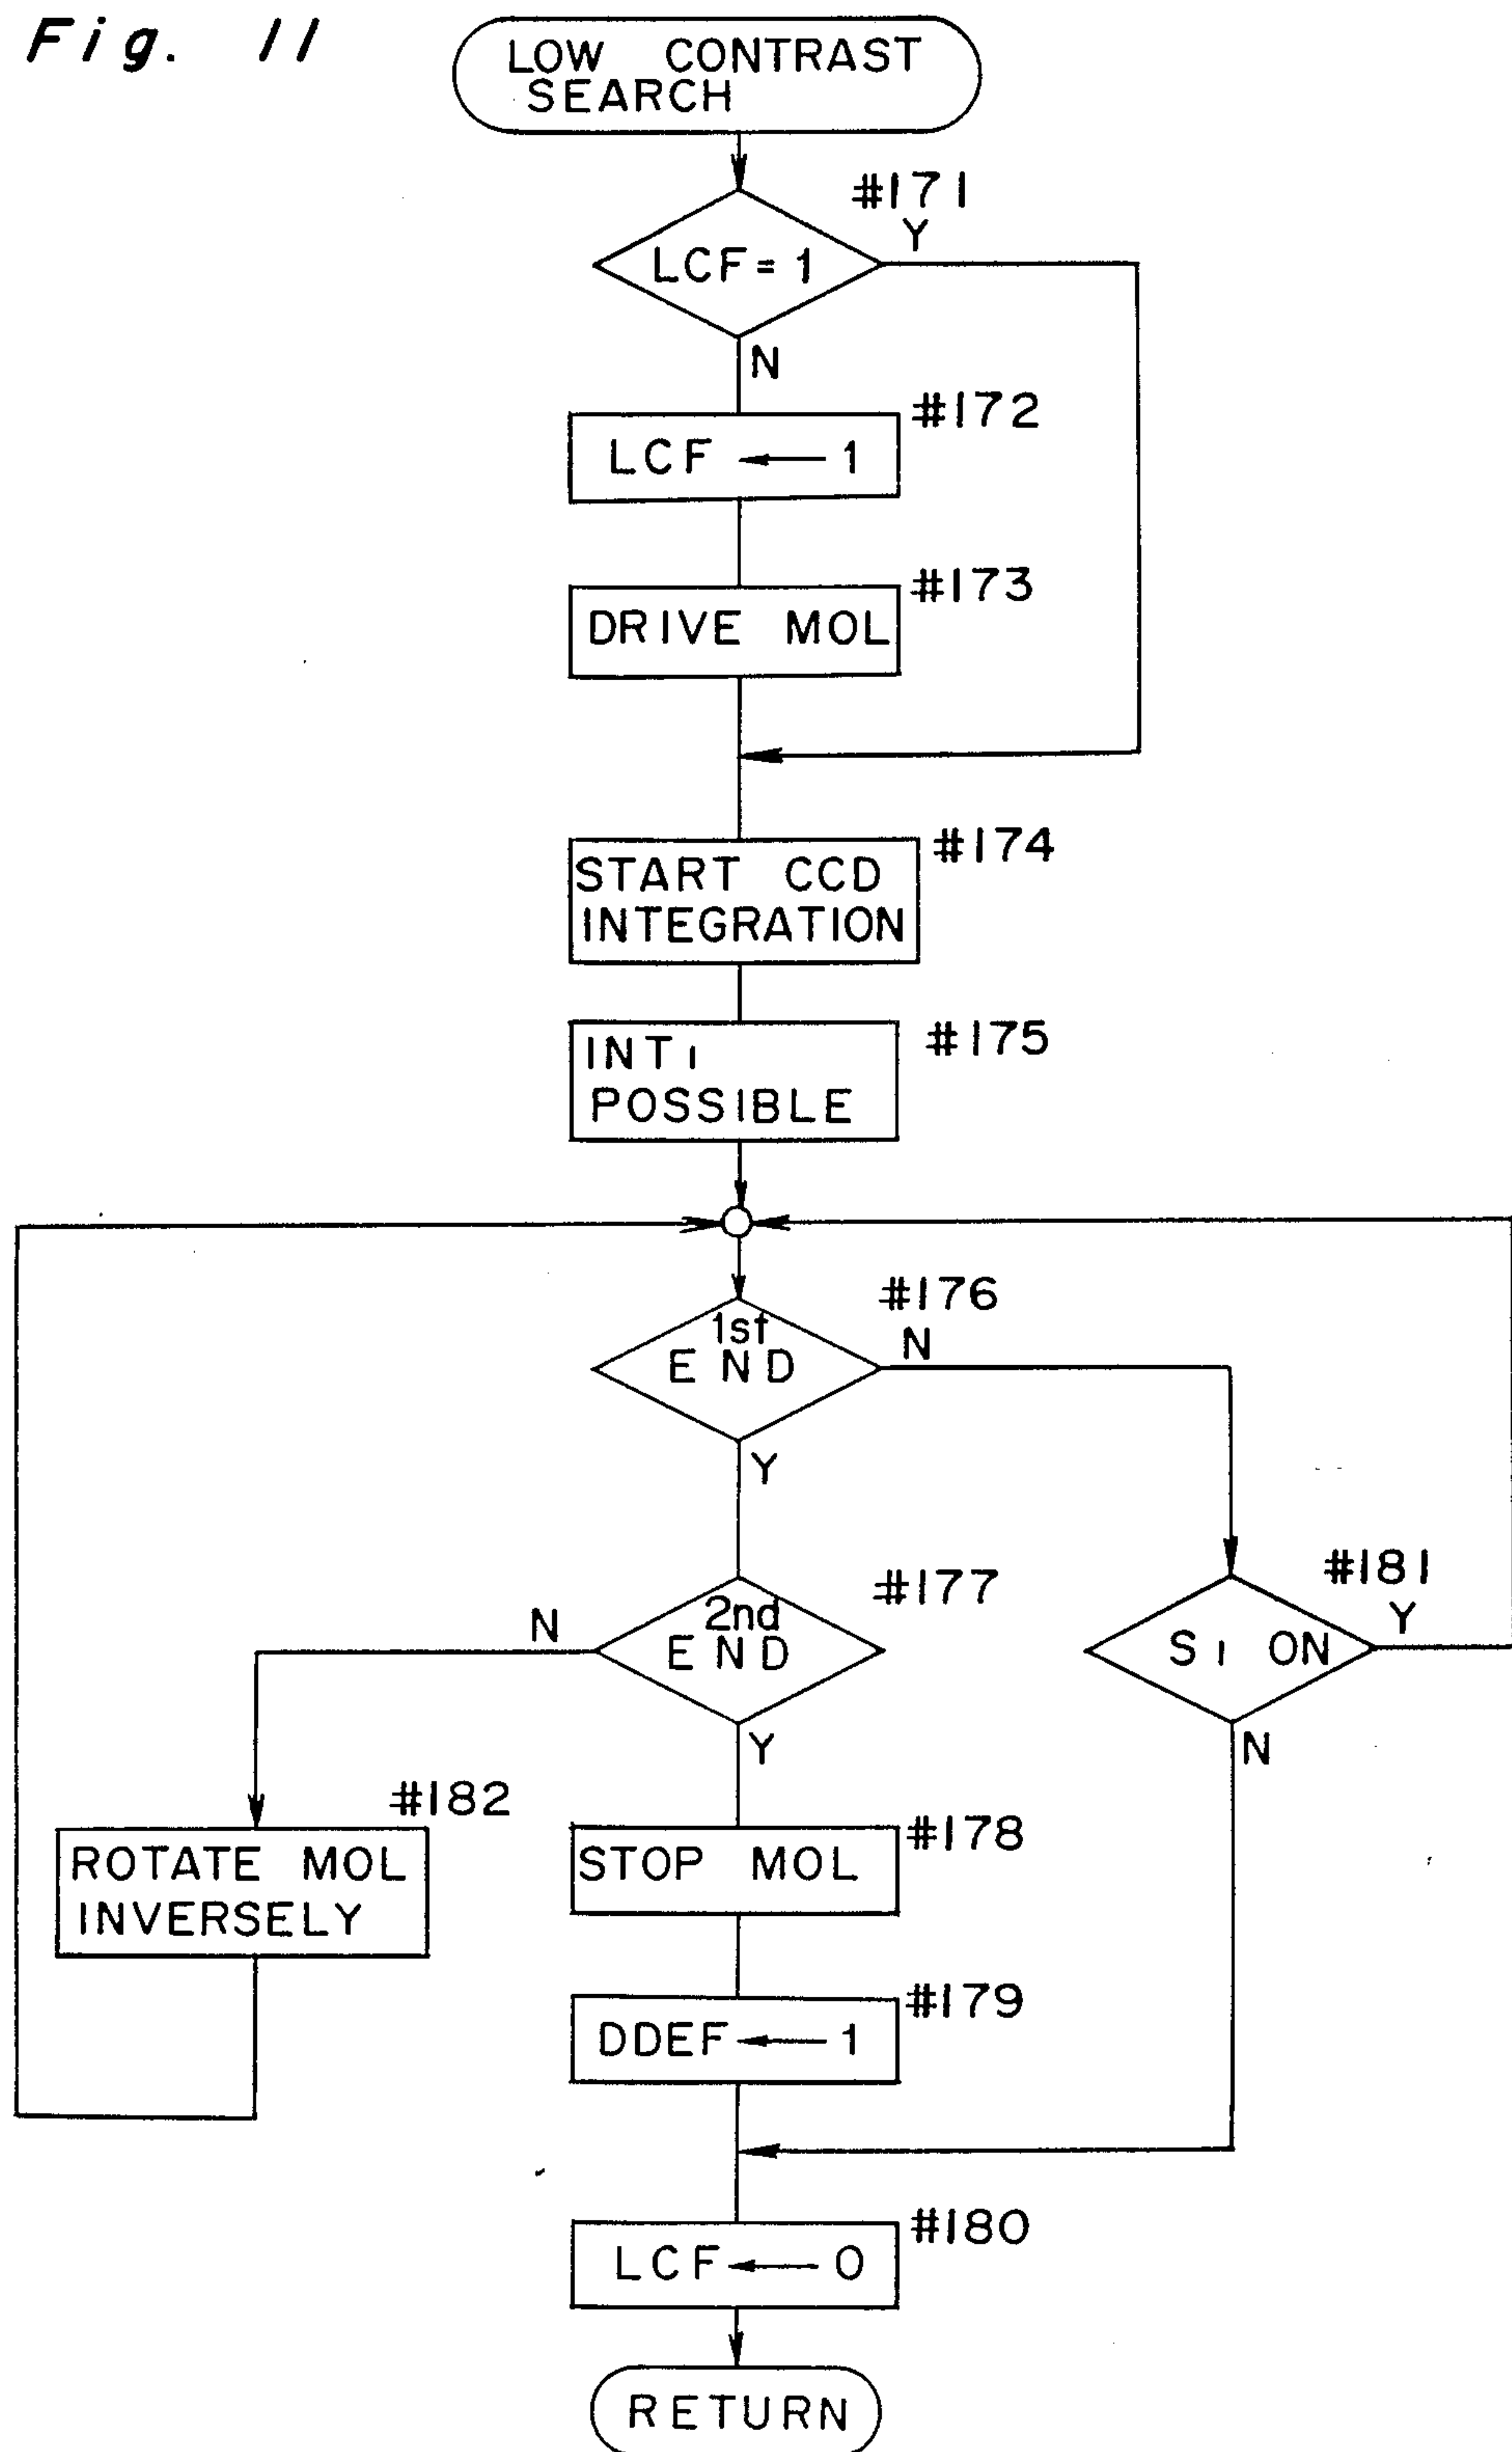 Fig. 11
LOW CONTRAST
SEARCH
#171
Y
LCF = 1
N
#172
LCF ← 1
#173
DRIVE MOL
#174
START CCD
INTEGRATION
#175
INT1
POSSIBLE
#176
1st
END
N
Y
#177
2nd
END
N
Y
#181
Y
S1 ON
N
#182
ROTATE MOL
INVERSELY
#178
STOP MOL
#179
DDEF ← 1
#180
LCF ← 0
RETURN